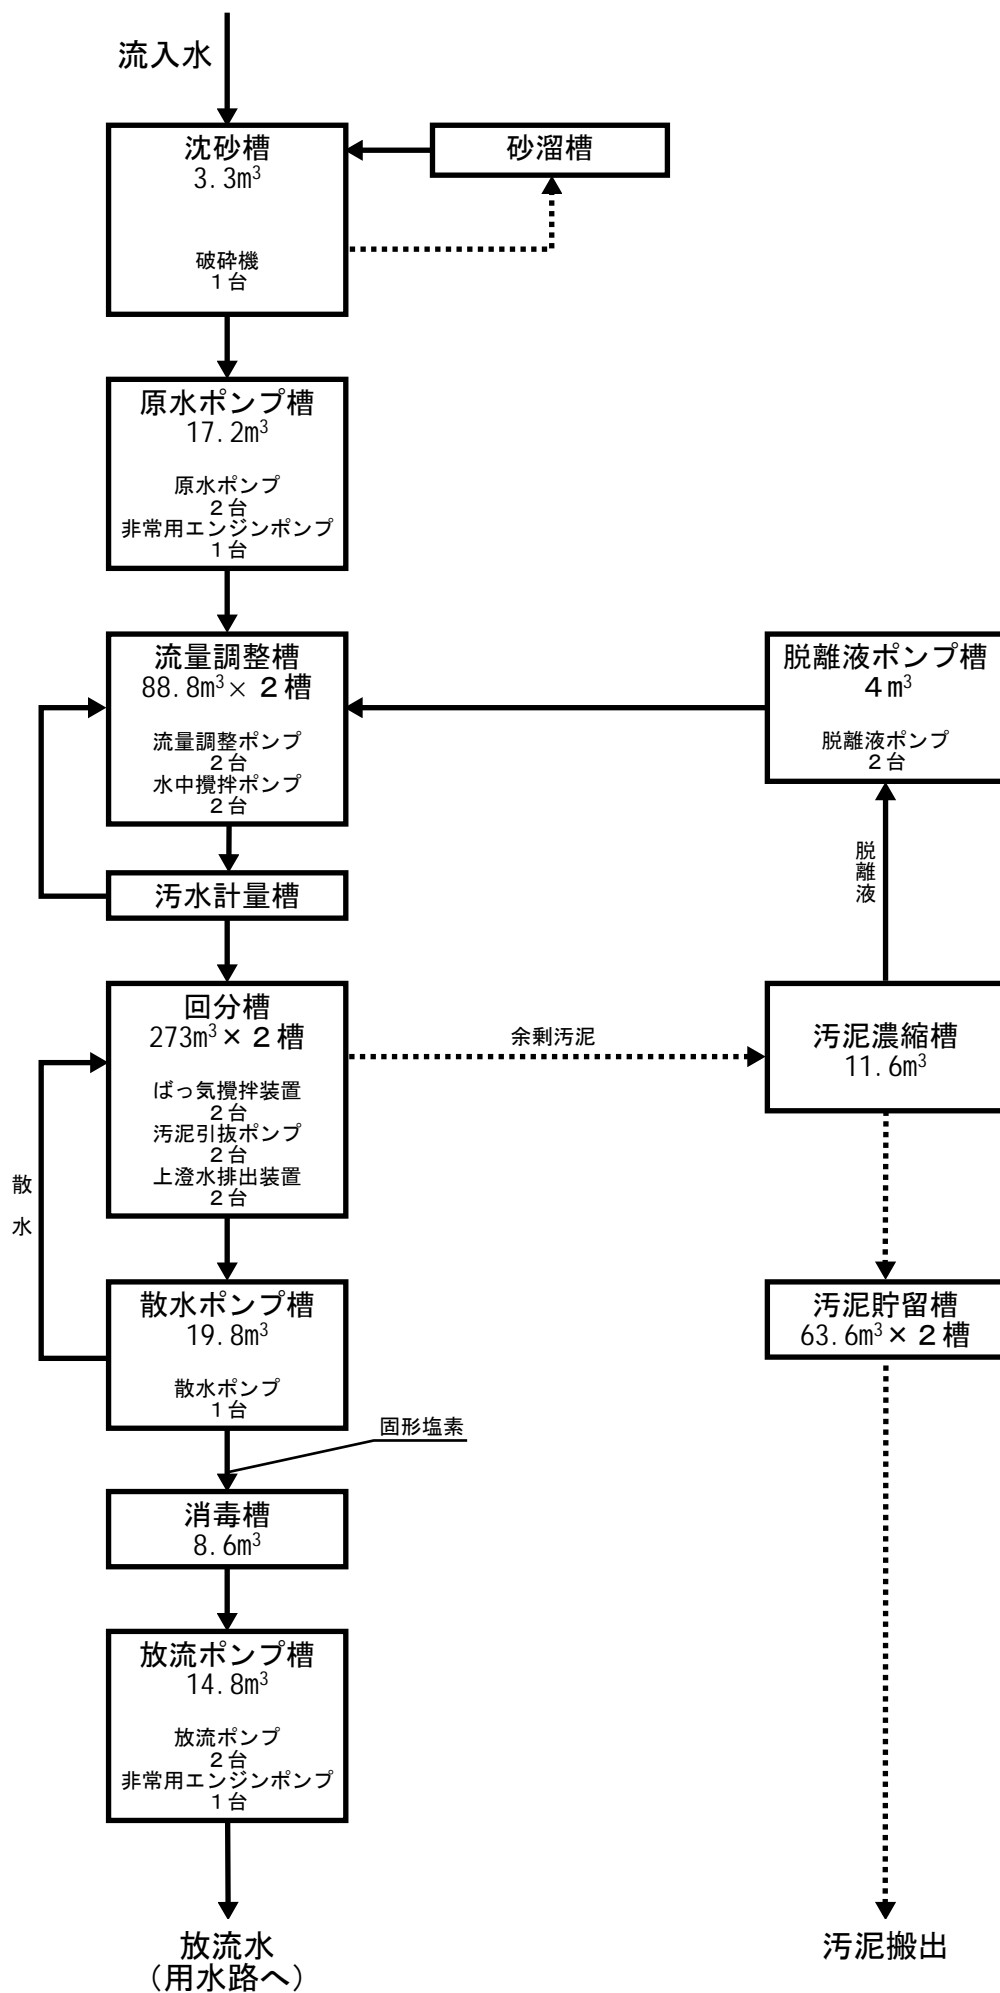 流入水
沈砂槽
3.3m³
破砕機
1台
砂溜槽
原水ポンプ槽
17.2m³
原水ポンプ
2台
非常用エンジンポンプ
1台
流量調整槽
88.8m³× 2槽
流量調整ポンプ
2台
水中攪拌ポンプ
2台
脱離液ポンプ槽
4m³
脱離液ポンプ
2台
脱離液
汚水計量槽
回分槽
273m³× 2槽
ばっ気攪拌装置
2台
汚泥引抜ポンプ
2台
上澄水排出装置
2台
余剰汚泥
汚泥濃縮槽
11.6m³
散水
散水ポンプ槽
19.8m³
散水ポンプ
1台
汚泥貯留槽
63.6m³× 2槽
固形塩素
消毒槽
8.6m³
放流ポンプ槽
14.8m³
放流ポンプ
2台
非常用エンジンポンプ
1台
放流水
（用水路へ）
汚泥搬出